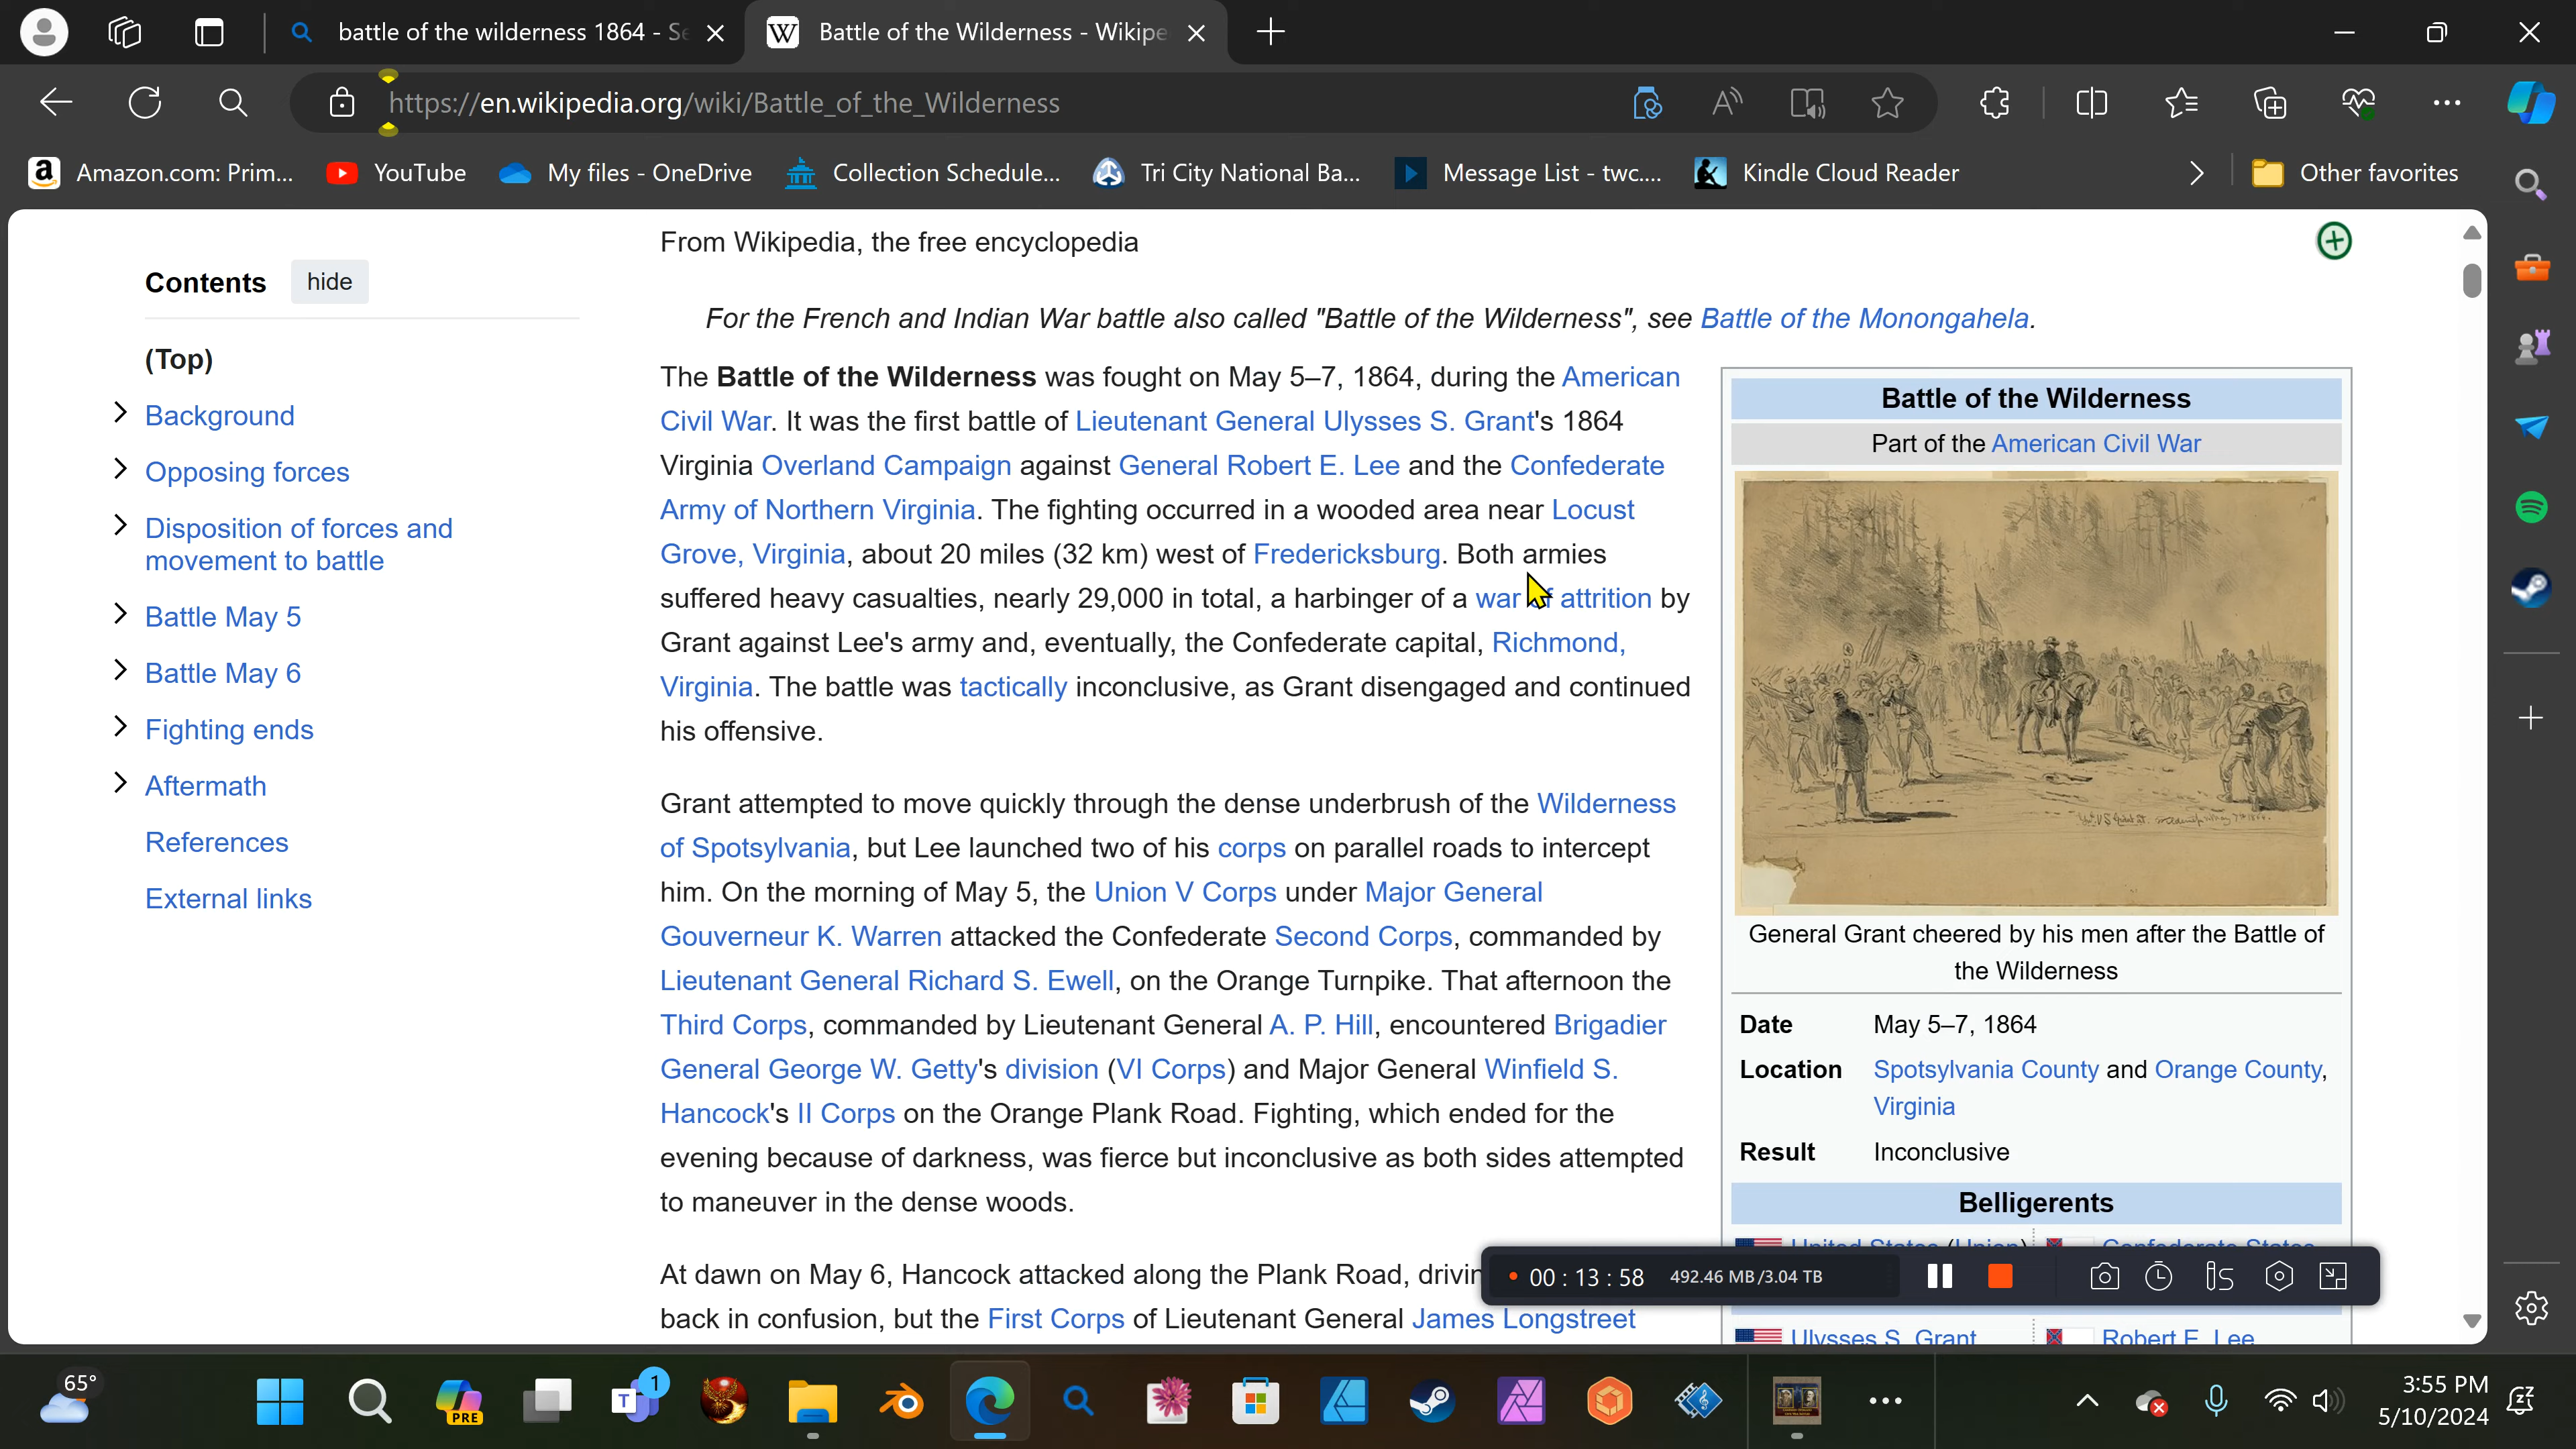 battle of the wilderness 1864 - Se
Battle of the Wilderness - Wikipe
https://en.wikipedia.org/wiki/Battle_of_the_Wilderness
Amazon.com: Prim...
YouTube
My files - OneDrive
Collection Schedule...
Tri City National Ba...
Message List - twc....
Kindle Cloud Reader
Other favorites
Contents
hide
(Top)
Background
Opposing forces
Disposition of forces and
movement to battle
Battle May 5
Battle May 6
Fighting ends
Aftermath
References
External links
From Wikipedia, the free encyclopedia
For the French and Indian War battle also called "Battle of the Wilderness", see Battle of the Monongahela.
The Battle of the Wilderness was fought on May 5–7, 1864, during the American
Civil War. It was the first battle of Lieutenant General Ulysses S. Grant's 1864
Virginia Overland Campaign against General Robert E. Lee and the Confederate
Army of Northern Virginia. The fighting occurred in a wooded area near Locust
Grove, Virginia, about 20 miles (32 km) west of Fredericksburg. Both armies
suffered heavy casualties, nearly 29,000 in total, a harbinger of a war of attrition by
Grant against Lee's army and, eventually, the Confederate capital, Richmond,
Virginia. The battle was tactically inconclusive, as Grant disengaged and continued
his offensive.
Grant attempted to move quickly through the dense underbrush of the Wilderness
of Spotsylvania, but Lee launched two of his corps on parallel roads to intercept
him. On the morning of May 5, the Union V Corps under Major General
Gouverneur K. Warren attacked the Confederate Second Corps, commanded by
Lieutenant General Richard S. Ewell, on the Orange Turnpike. That afternoon the
Third Corps, commanded by Lieutenant General A. P. Hill, encountered Brigadier
General George W. Getty's division (VI Corps) and Major General Winfield S.
Hancock's II Corps on the Orange Plank Road. Fighting, which ended for the
evening because of darkness, was fierce but inconclusive as both sides attempted
to maneuver in the dense woods.
At dawn on May 6, Hancock attacked along the Plank Road, drivin
back in confusion, but the First Corps of Lieutenant General James Longstreet
Battle of the Wilderness
Part of the American Civil War
General Grant cheered by his men after the Battle of
the Wilderness
Date May 5–7, 1864
Location Spotsylvania County and Orange County,
Virginia
Result Inconclusive
Belligerents
United States (Union) Confederate States
Ulysses S. Grant Robert E. Lee
00 : 13 : 58 492.46 MB/3.04 TB
65°
PRE
T
1
3:55 PM
5/10/2024